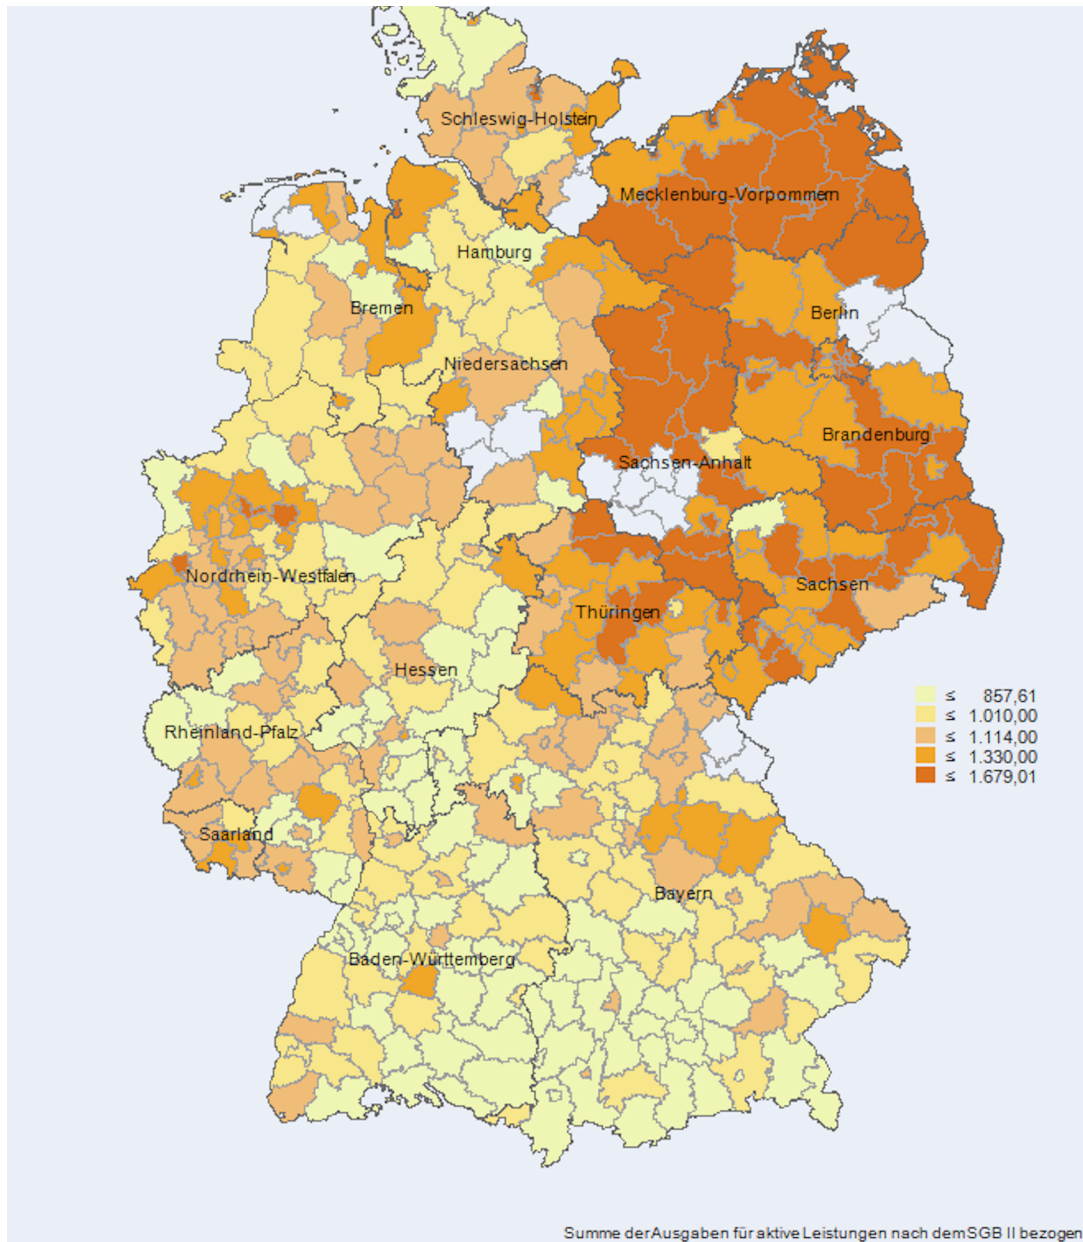 Schleswig-Holstein
Mecklenburg-Vorpommern
Hamburg
Bremen
Berlin
Niedersachsen
Brandenburg
Sachsen-Anhalt
Nordrhein-Westfalen
Sachsen
Thüringen
Hessen
≤ 857,61
≤ 1.010,00
≤ 1.114,00
≤ 1.330,00
≤ 1.679,01
Rheinland-Pfalz
Saarland
Bayern
Baden-Württemberg
Summe der Ausgaben für aktive Leistungen nach dem SGB II bezogen